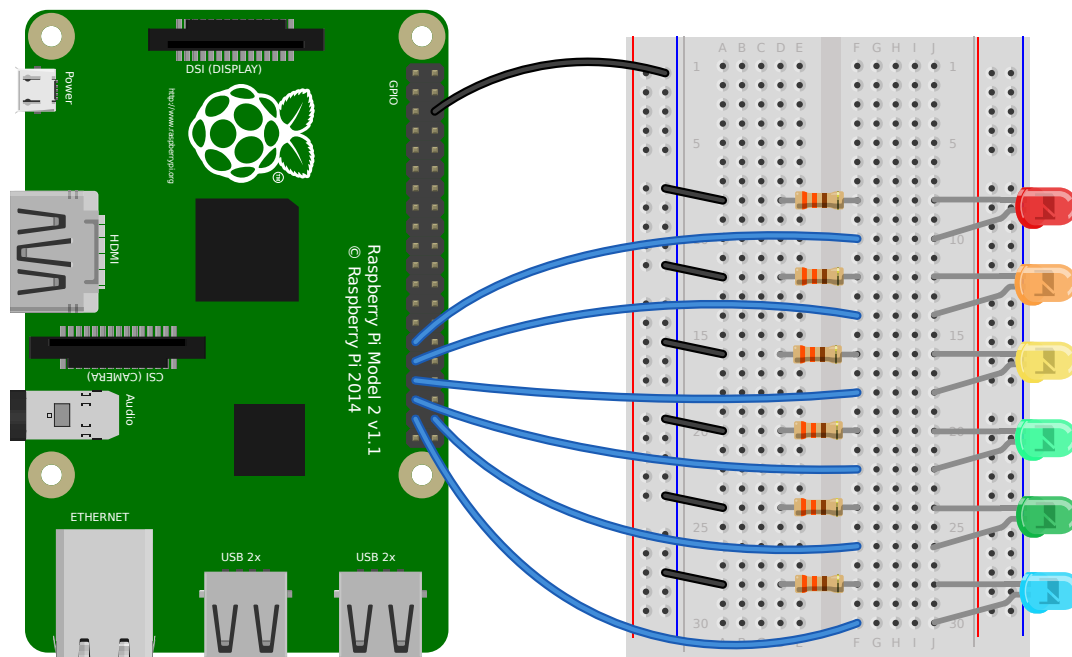 DSI (DISPLAY)
Power
GPIO
http://www.raspberrypi.org
TM
HDMI
Raspberry Pi Model 2 v1.1
© Raspberry Pi 2014
CSI (CAMERA)
Audio
ETHERNET
USB 2x
USB 2x
A B C D E F G H I J
1 1
5 5
10
15 15
20 20
25 25
30 30
A B C D E F G H I J